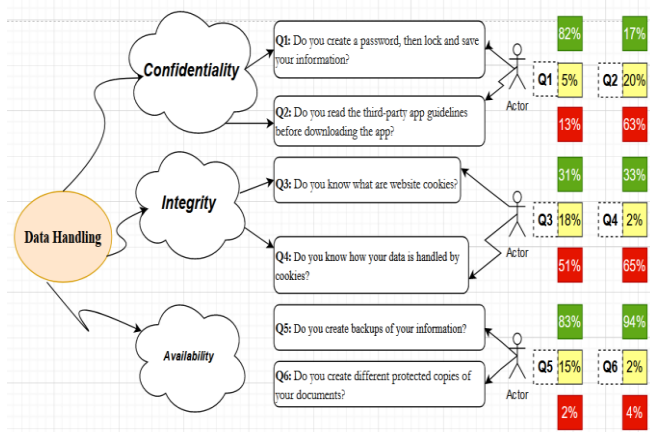 Data Handling
Confidentiality
Q1: Do you create a password, then lock and save
your information?
Q2: Do you read the third-party app guidelines
before downloading the app?
Actor
82%
17%
Q1
5%
Q2
20%
13%
63%
Integrity
Q3: Do you know what are website cookies?
Q4: Do you know how your data is handled by
cookies?
Actor
31%
33%
Q3
18%
Q4
2%
51%
65%
Availability
Q5: Do you create backups of your information?
Q6: Do you create different protected copies of
your documents?
Actor
83%
94%
Q5
15%
Q6
2%
2%
4%